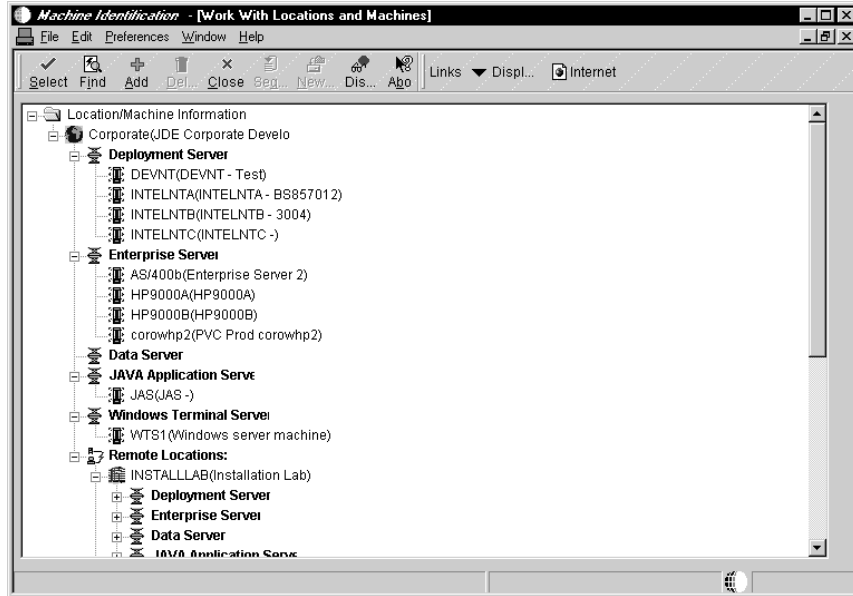 Machine Identification - [Work With Locations and Machines]
File Edit Preferences Window Help
Select Find Add Del... Close Seq... New... Dis... Abo Links Displ... Internet
Location/Machine Information
Corporate(JDE Corporate Develo
Deployment Server
DEVNT(DEVNT - Test)
INTELNTA(INTELNTA - BS857012)
INTELNTB(INTELNTB - 3004)
INTELNTC(INTELNTC -)
Enterprise Server
AS/400b(Enterprise Server 2)
HP9000A(HP9000A)
HP9000B(HP9000B)
corowhp2(PVC Prod corowhp2)
Data Server
JAVA Application Serve
JAS(JAS -)
Windows Terminal Server
WTS1(Windows server machine)
Remote Locations:
INSTALLLAB(Installation Lab)
Deployment Server
Enterprise Server
Data Server
JAVA Application Serve